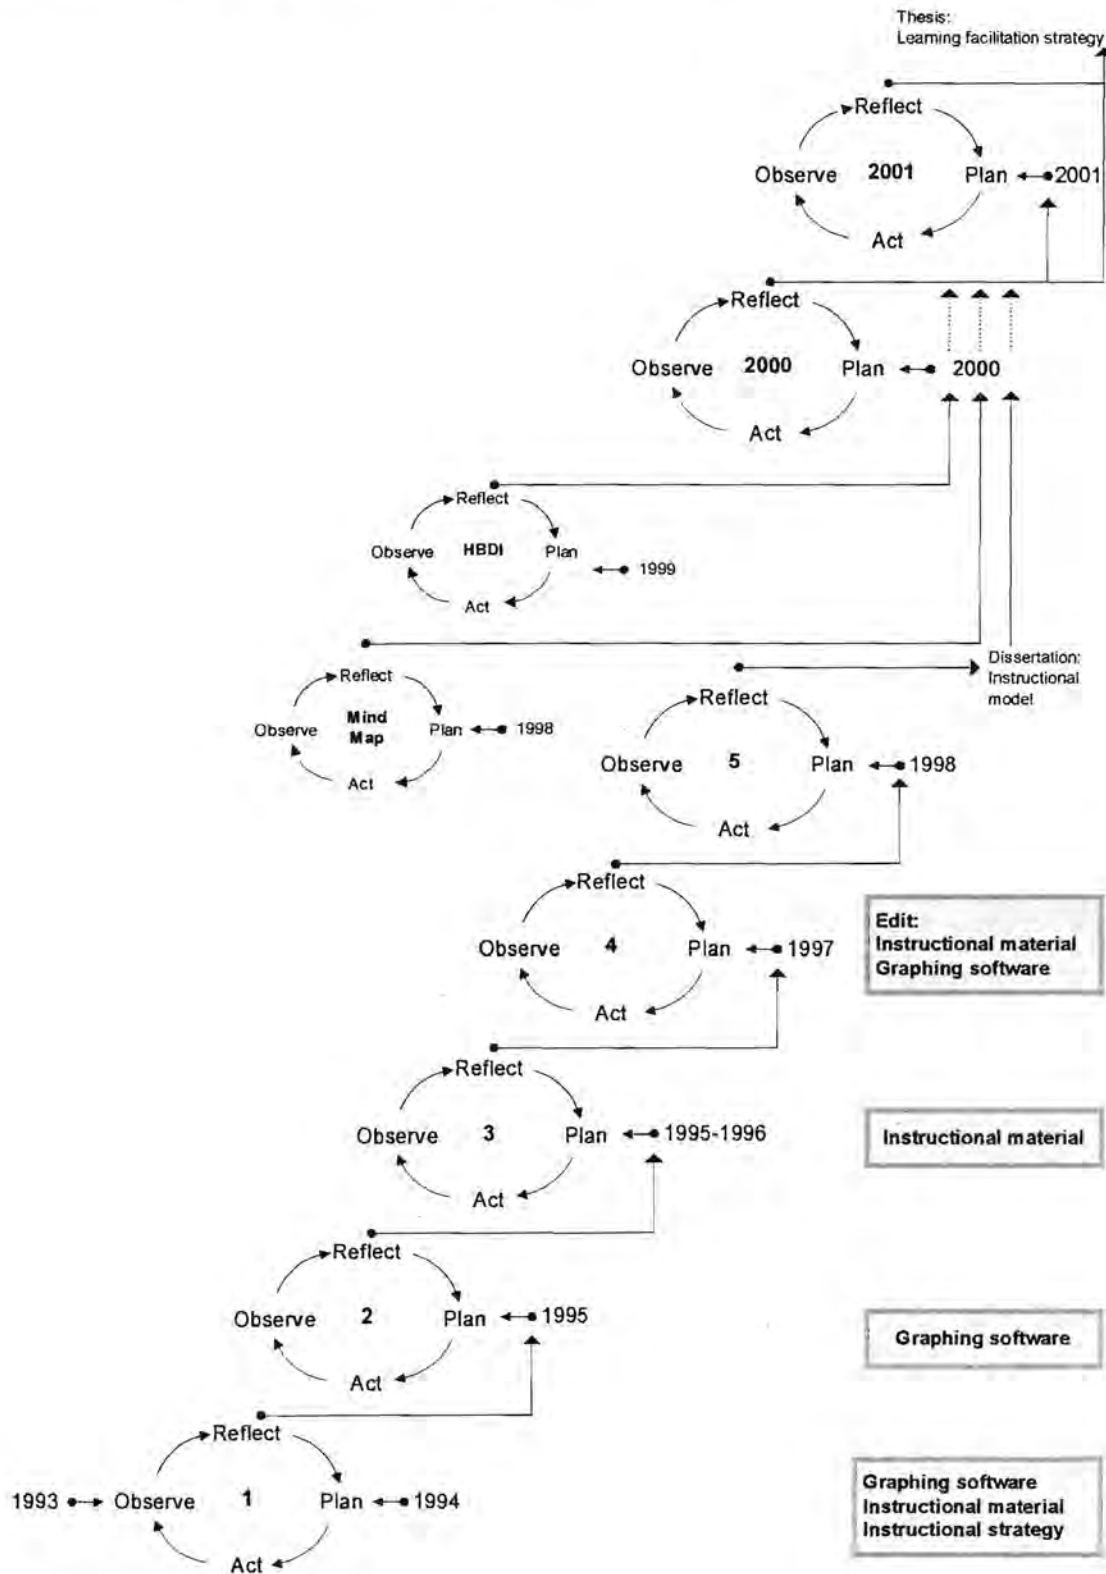 Thesis:
Learning facilitation strategy
Reflect
Observe 2001 Plan 2001
Act
Reflect
Observe 2000 Plan 2000
Act
Reflect
Observe HBDI Plan
1999
Act
Dissertation:
Instructional
model
Reflect
Observe Mind
Map
Plan 1998
Act
Reflect
Observe 5 Plan 1998
Act
Reflect
Observe 4 Plan 1997
Act
Edit:
Instructional material
Graphing software
Reflect
Observe 3 Plan 1995-1996
Act
Instructional material
Reflect
Observe 2 Plan 1995
Act
Graphing software
Reflect
1993 Observe 1 Plan 1994
Act
Graphing software
Instructional material
Instructional strategy